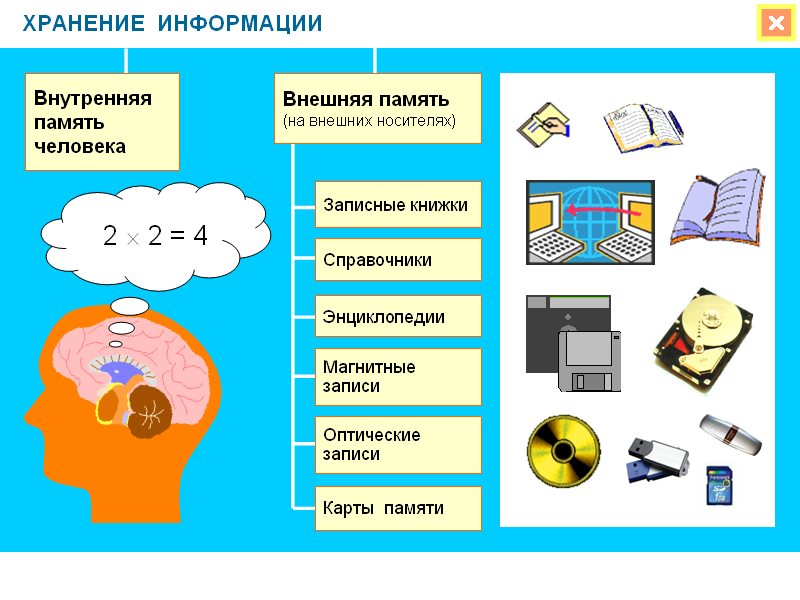 ХРАНЕНИЕ ИНФОРМАЦИИ
Внутренняя
память
человека
2 × 2 = 4
Внешняя память
(на внешних носителях)
Записные книжки
Справочники
Энциклопедии
Магнитные
записи
Оптические
записи
Карты памяти